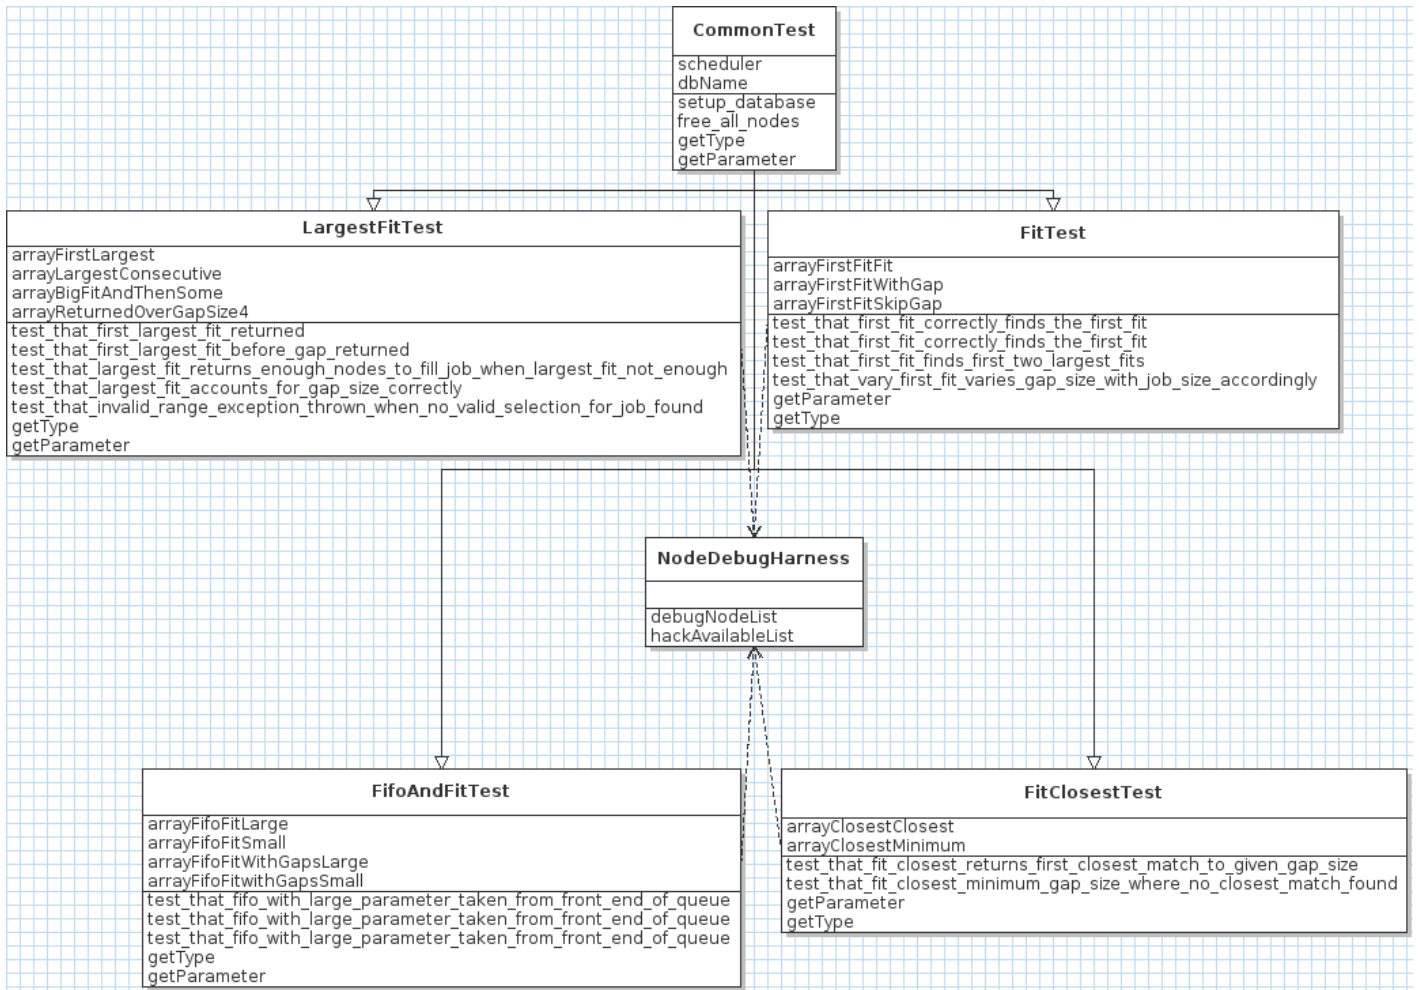 CommonTest
scheduler
dbName
setup_database
free_all_nodes
getType
getParameter
LargestFitTest
arrayFirstLargest
arrayLargestConsecutive
arrayBigFitAndThenSome
arrayReturnedOverGapSize4
test_that_first_largest_fit_returned
test_that_first_largest_fit_before_gap_returned
test_that_largest_fit_returns_enough_nodes_to_fill_job_when_largest_fit_not_enough
test_that_largest_fit_accounts_for_gap_size_correctly
test_that_invalid_range_exception_thrown_when_no_valid_selection_for_job_found
getType
getParameter
FitTest
arrayFirstFitFit
arrayFirstFitWithGap
arrayFirstFitSkipGap
test_that_first_fit_correctly_finds_the_first_fit
test_that_first_fit_correctly_finds_the_first_fit
test_that_first_fit_finds_first_two_largest_fits
test_that_vary_first_fit_varies_gap_size_with_job_size_accordingly
getParameter
getType
NodeDebugHarness
debugNodeList
hackAvailableList
FifoAndFitTest
arrayFifoFitLarge
arrayFifoFitSmall
arrayFifoFitWithGapsLarge
arrayFifoFitwithGapsSmall
test_that_fifo_with_large_parameter_taken_from_front_end_of_queue
test_that_fifo_with_large_parameter_taken_from_front_end_of_queue
test_that_fifo_with_large_parameter_taken_from_front_end_of_queue
getType
getParameter
FitClosestTest
arrayClosestClosest
arrayClosestMinimum
test_that_fit_closest_returns_first_closest_match_to_given_gap_size
test_that_fit_closest_minimum_gap_size_where_no_closest_match_found
getParameter
getType